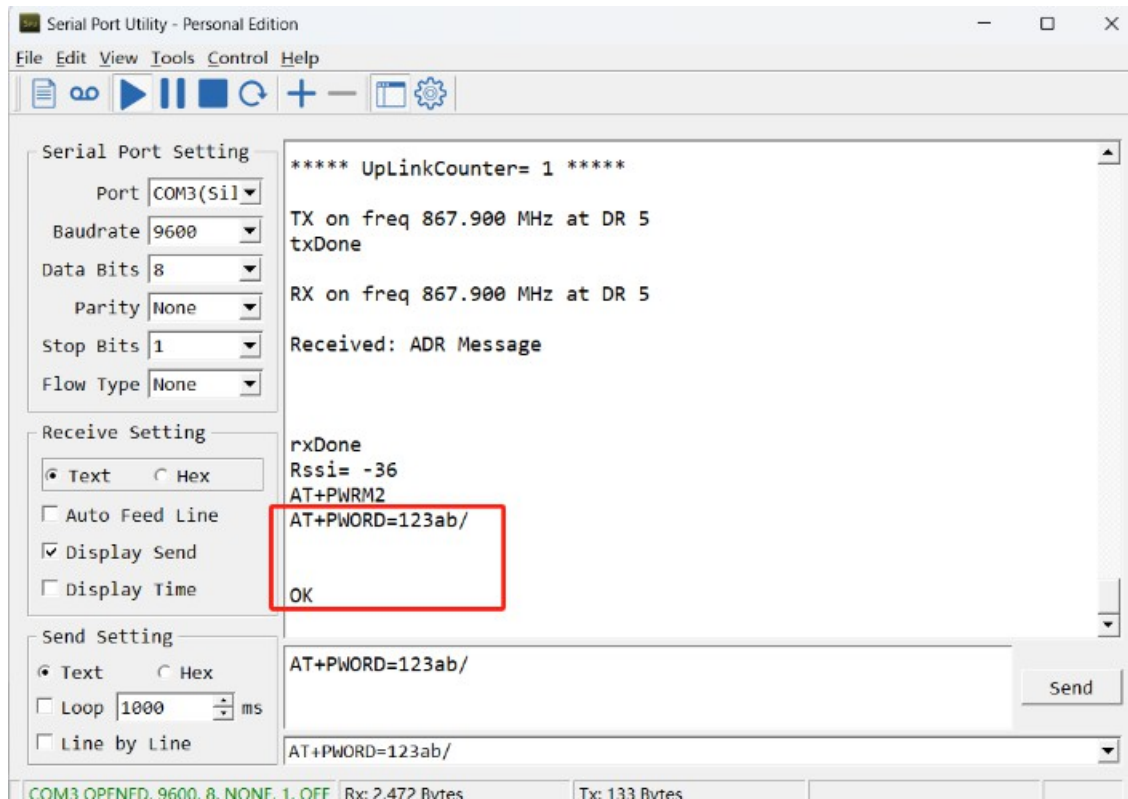 Serial Port Utility - Personal Edition
File Edit View Tools Control Help
Serial Port Setting
Port COM3(Sil
Baudrate 9600
Data Bits 8
Parity None
Stop Bits 1
Flow Type None
Receive Setting
Text Hex
Auto Feed Line
Display Send
Display Time
Send Setting
Text Hex
Loop 1000 ms
Line by Line
***** UpLinkCounter= 1 *****
TX on freq 867.900 MHz at DR 5
txDone
RX on freq 867.900 MHz at DR 5
Received: ADR Message
rxDone
Rssi= -36
AT+PWRM2
AT+PWORD=123ab/
OK
AT+PWORD=123ab/
Send
AT+PWORD=123ab/
COM3 OPENED, 9600, 8, NONE, 1, OFF Rx: 2,472 Bytes Tx: 133 Bytes